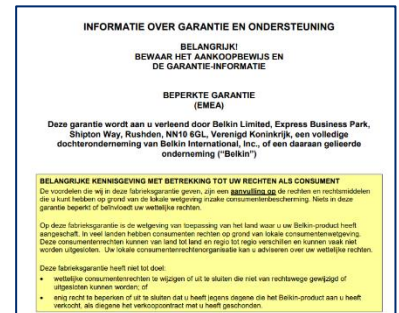 INFORMATIE OVER GARANTIE EN ONDERSTEUNING
BELANGRIJK!
BEWAAR HET AANKOOPBEWIJS EN
DE GARANTIE-INFORMATIE
BEPERKTE GARANTIE
(EMEA)
Deze garantie wordt aan u verleend door Belkin Limited, Express Business Park,
Shipton Way, Rushden, NN10 6GL, Verenigd Koninkrijk, een volledige
dochteronderneming van Belkin International, Inc., of een daaraan gelieerde
onderneming ("Belkin")
BELANGRIJKE KENNISGEVING MET BETREKKING TOT UW RECHTEN ALS CONSUMENT
De voordelen die wij in deze fabrieksgarantie geven, zijn een aanvulling op de rechten en rechtsmiddelen
die u kunt hebben op grond van de lokale wetgeving inzake consumentenbescherming. Niets in deze
garantie beperkt of beïnvloedt uw wettelijke rechten.
Op deze fabrieksgarantie is de wetgeving van toepassing van het land waar u uw Belkin-product heeft
aangeschaft. In veel landen hebben consumenten rechten op grond van lokale consumentenwetgeving.
Deze consumentenrechten kunnen van land tot land en regio tot regio verschillen en kunnen vaak niet
worden uitgesloten. Uw lokale consumentenrechtenorganisatie kan u adviseren over uw wettelijke rechten.
Deze fabrieksgarantie heeft niet tot doel:
• wettelijke consumentenrechten te wijzigen of uit te sluiten die niet van rechtswege gewijzigd of
uitgesloten kunnen worden; of
• enig recht te beperken of uit te sluiten dat u heeft jegens degene die het Belkin-product aan u heeft
verkocht, als diegene het verkoopcontract met u heeft geschonden.